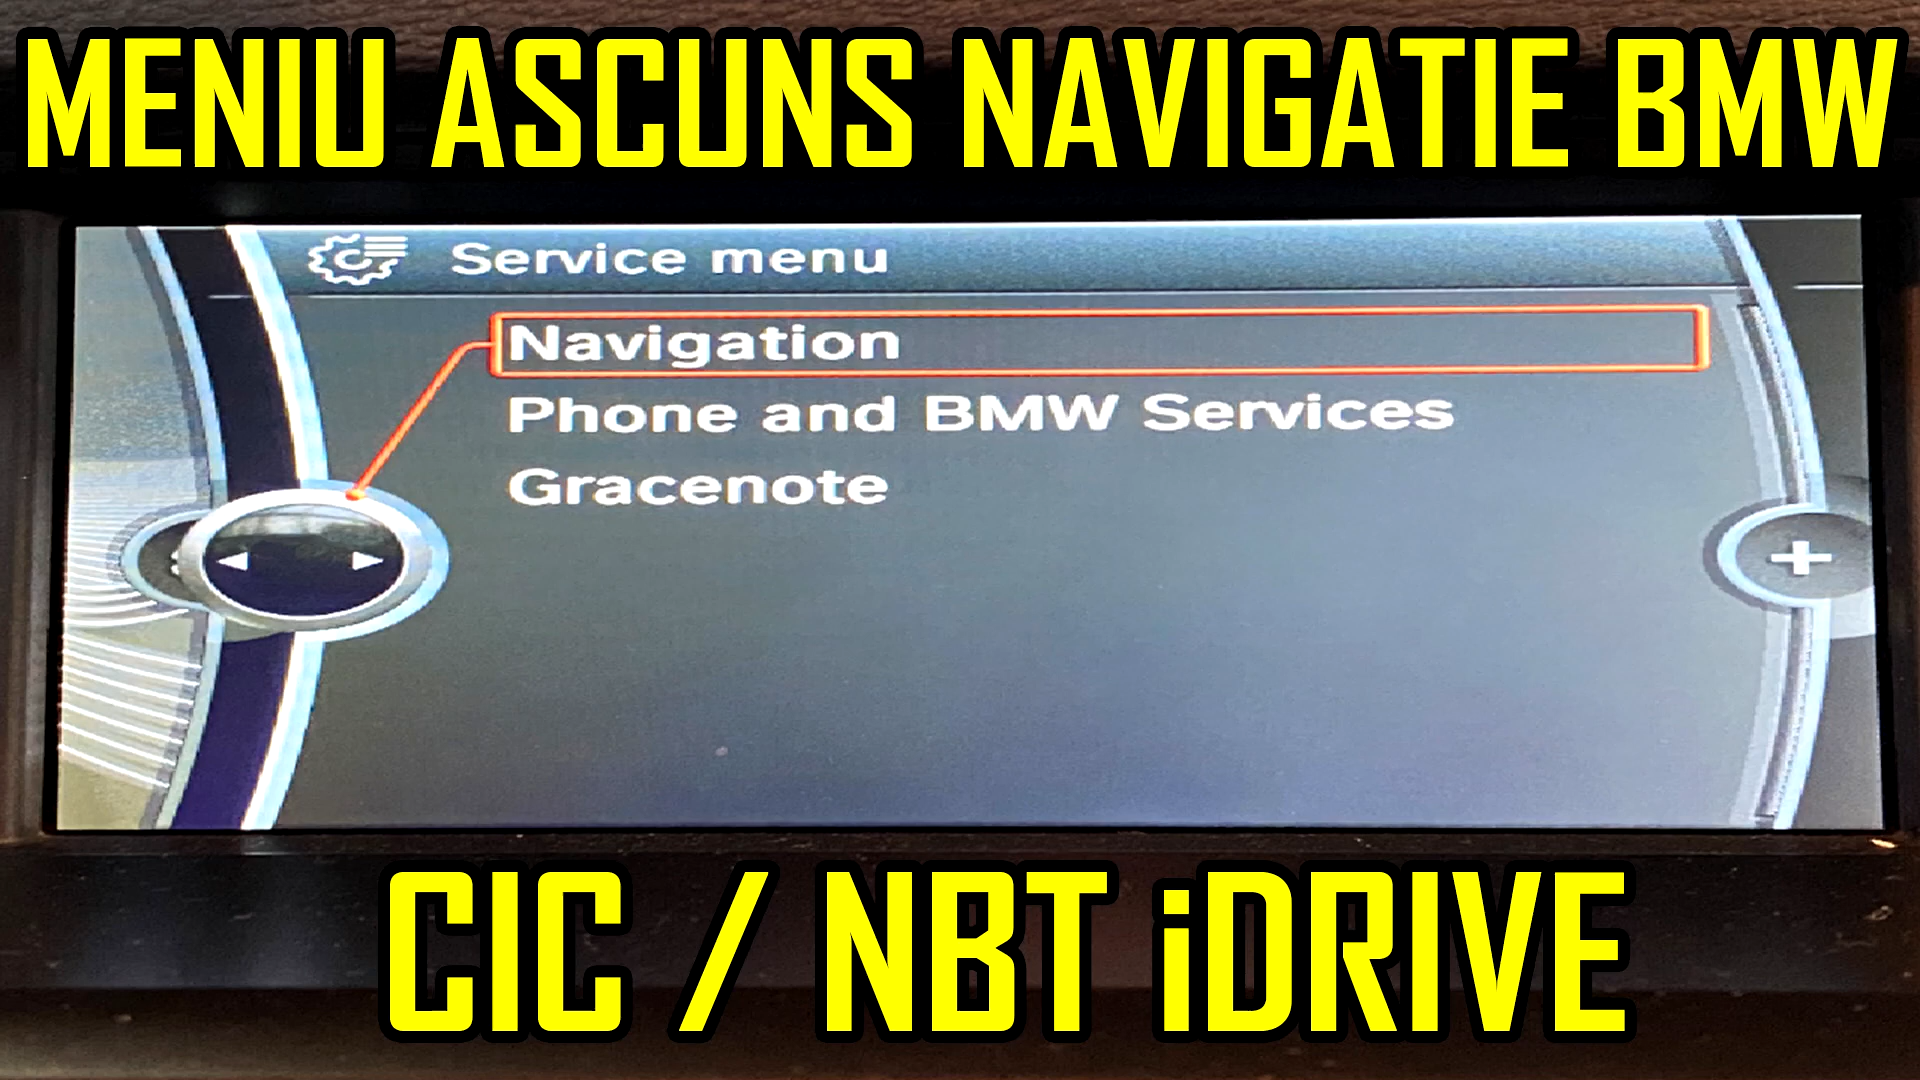 MENIU ASCUNS NAVIGATIE BMW
Service menu
Navigation
Phone and BMW Services
Gracenote
CIC / NBT iDRIVE